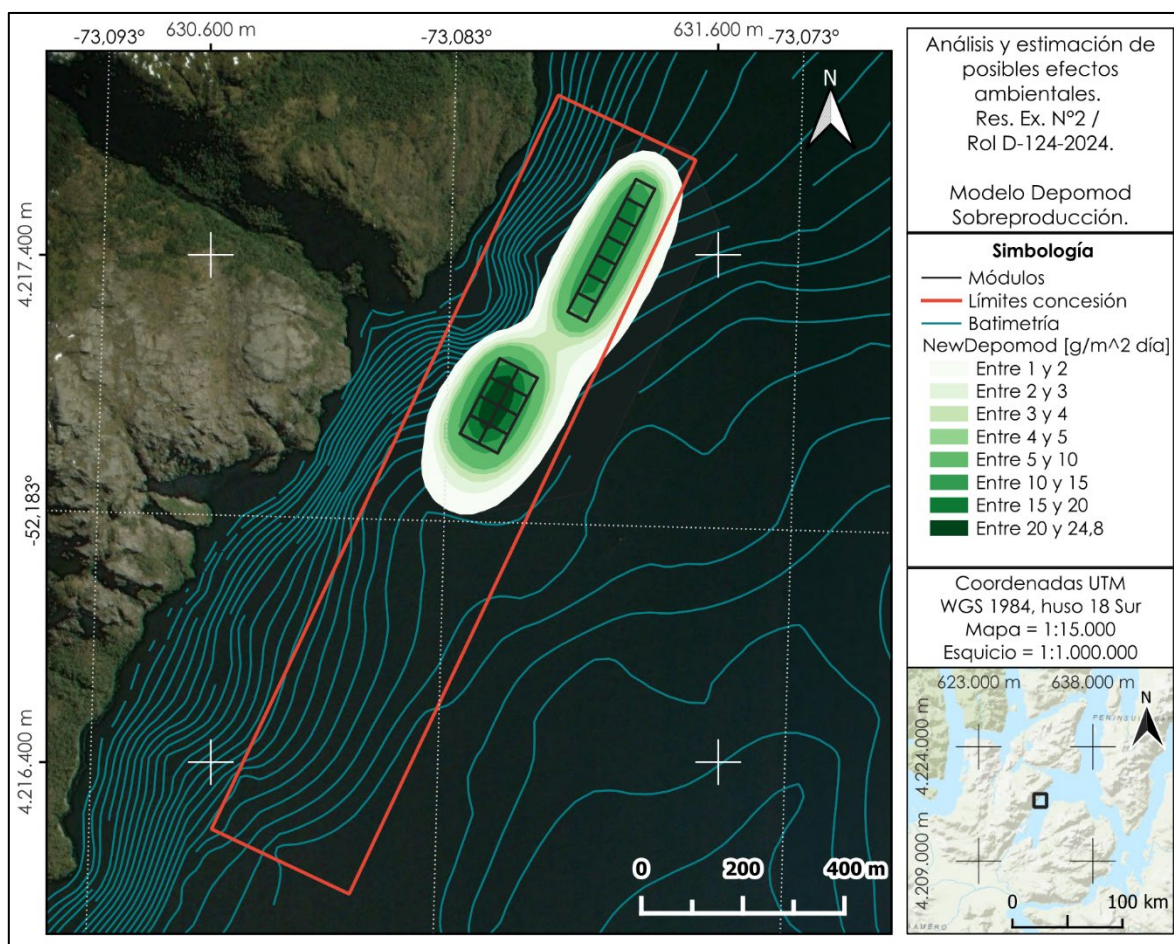 -73,093°
630.600 m
-73,083°
631.600 m
-73,073°
4.217.400 m
-52,183°
4.216.400 m
N
0 200 400 m
Análisis y estimación de
posibles efectos
ambientales.
Res. Ex. N°2 /
Rol D-124-2024.
Modelo Depomod
Sobreproducción.
Simbología
Módulos
Límites concesión
Batimetría
NewDepomod [g/m^2 día]
Entre 1 y 2
Entre 2 y 3
Entre 3 y 4
Entre 4 y 5
Entre 5 y 10
Entre 10 y 15
Entre 15 y 20
Entre 20 y 24,8
Coordenadas UTM
WGS 1984, huso 18 Sur
Mapa = 1:15.000
Esquicio = 1:1.000.000
623.000 m 638.000 m
N
4.224.000 m
4.209.000 m
0 100 km